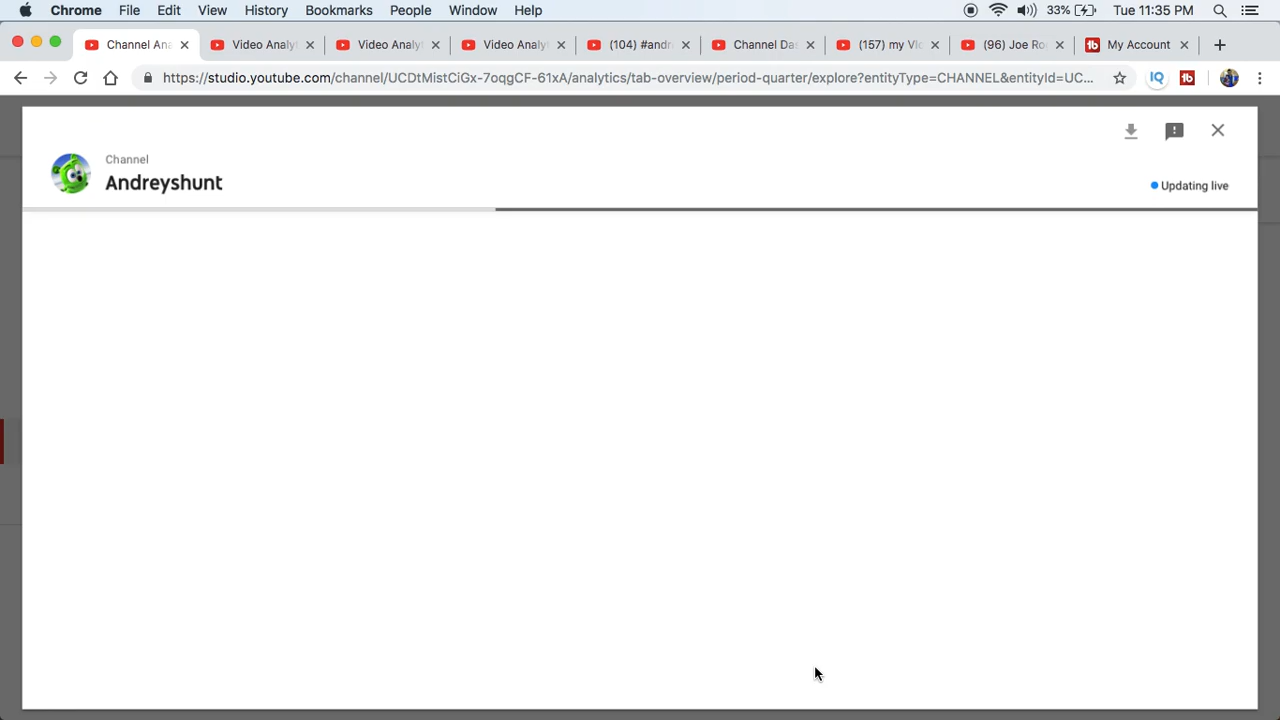 Chrome File Edit View History Bookmarks People Window Help 33% Tue 11:35 PM
Channel Ana Video Analy Video Analy Video Analy (104) #andr Channel D (157) my Vi (96) Joe Ro My Account
https://studio.youtube.com/channel/UCDtMistCiGx-7oqgCF-61xA/analytics/tab-overview/period-quarter/explore?entityType=CHANNEL&entityId=UC... IQ tb
Channel
Andreyshunt
Updating live